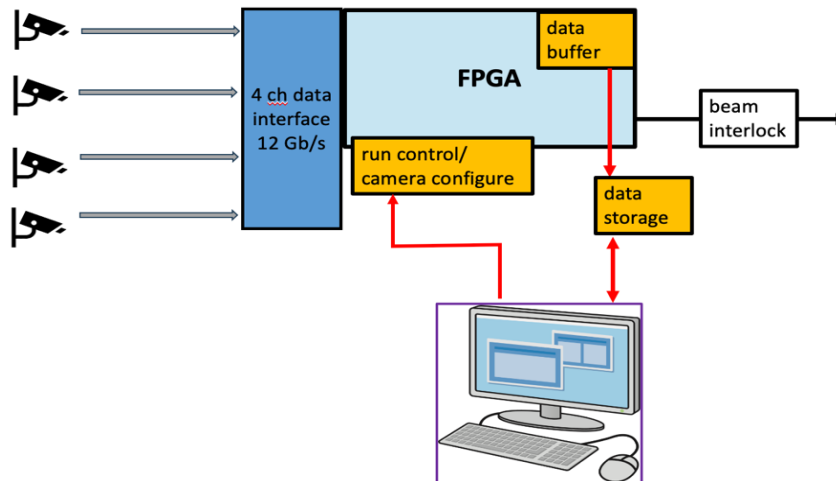 data
buffer
FPGA
4 ch data
interface
12 Gb/s
beam
interlock
run control/
camera configure
data
storage